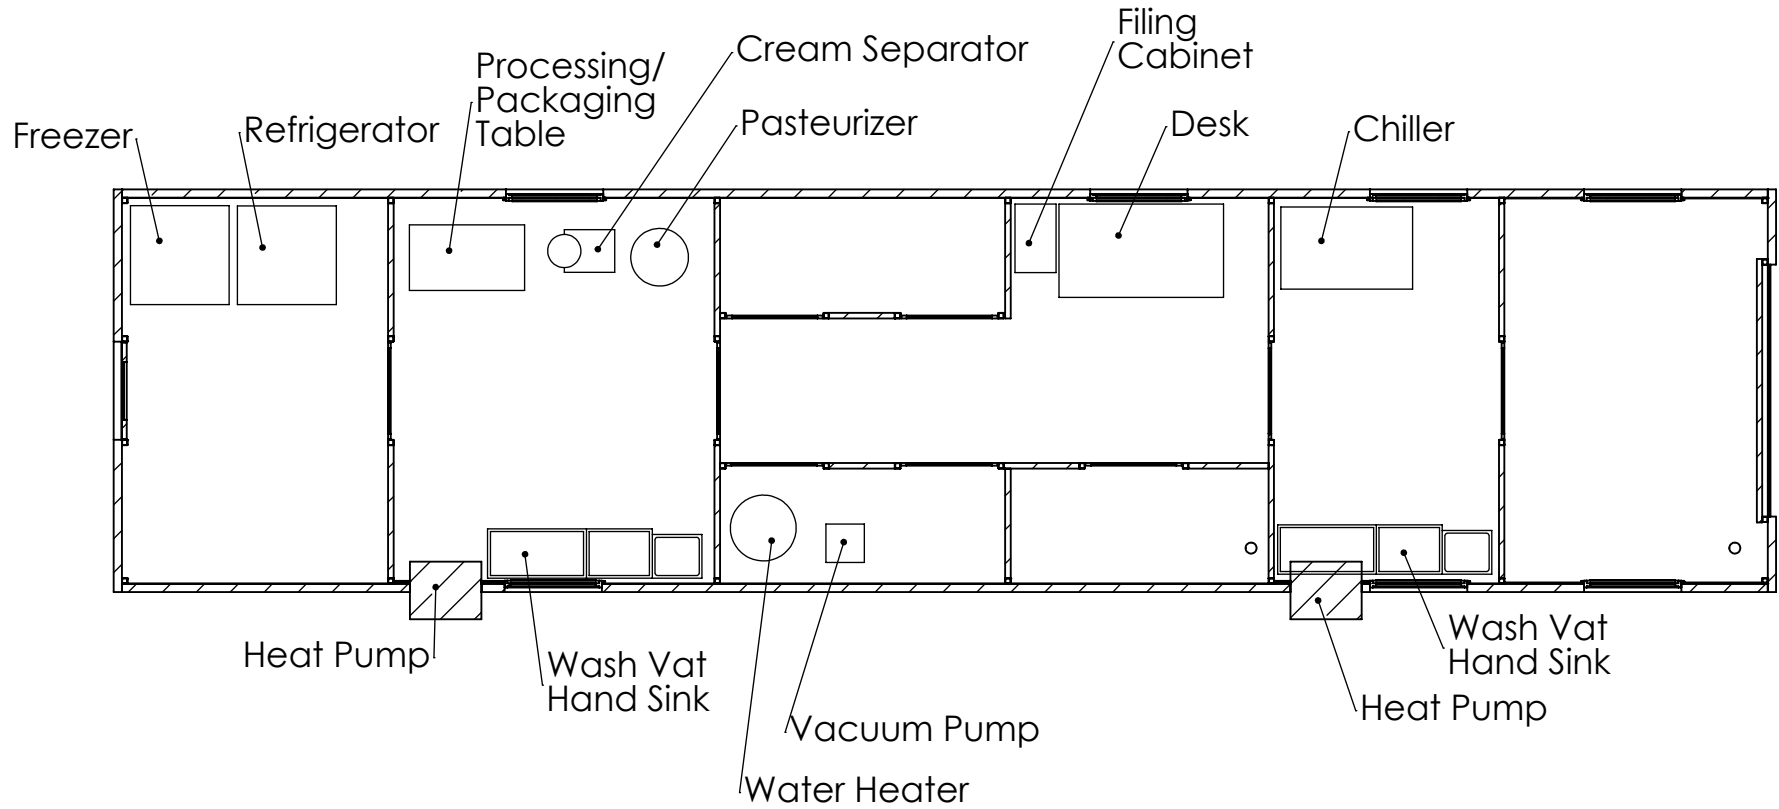 Filing
Cabinet
Cream Separator
Processing/
Packaging
Table
Pasteurizer
Desk
Chiller
Freezer
Refrigerator
Heat Pump
Wash Vat
Hand Sink
Wash Vat
Hand Sink
Heat Pump
Vacuum Pump
Water Heater